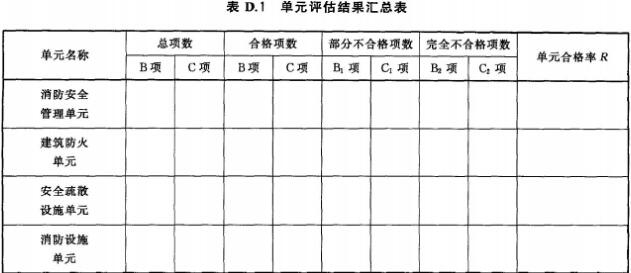 表 D.1 单元评估结果汇总表
单元名称 总项数 合格项数 部分不合格项数 完全不合格项数 单元合格率 R
B 项 C 项 B 项 C 项 B₁ 项 C₁ 项 B₂ 项 C₂ 项
消防安全
管理单元
建筑防火
单元
安全疏散
设施单元
消防设施
单元